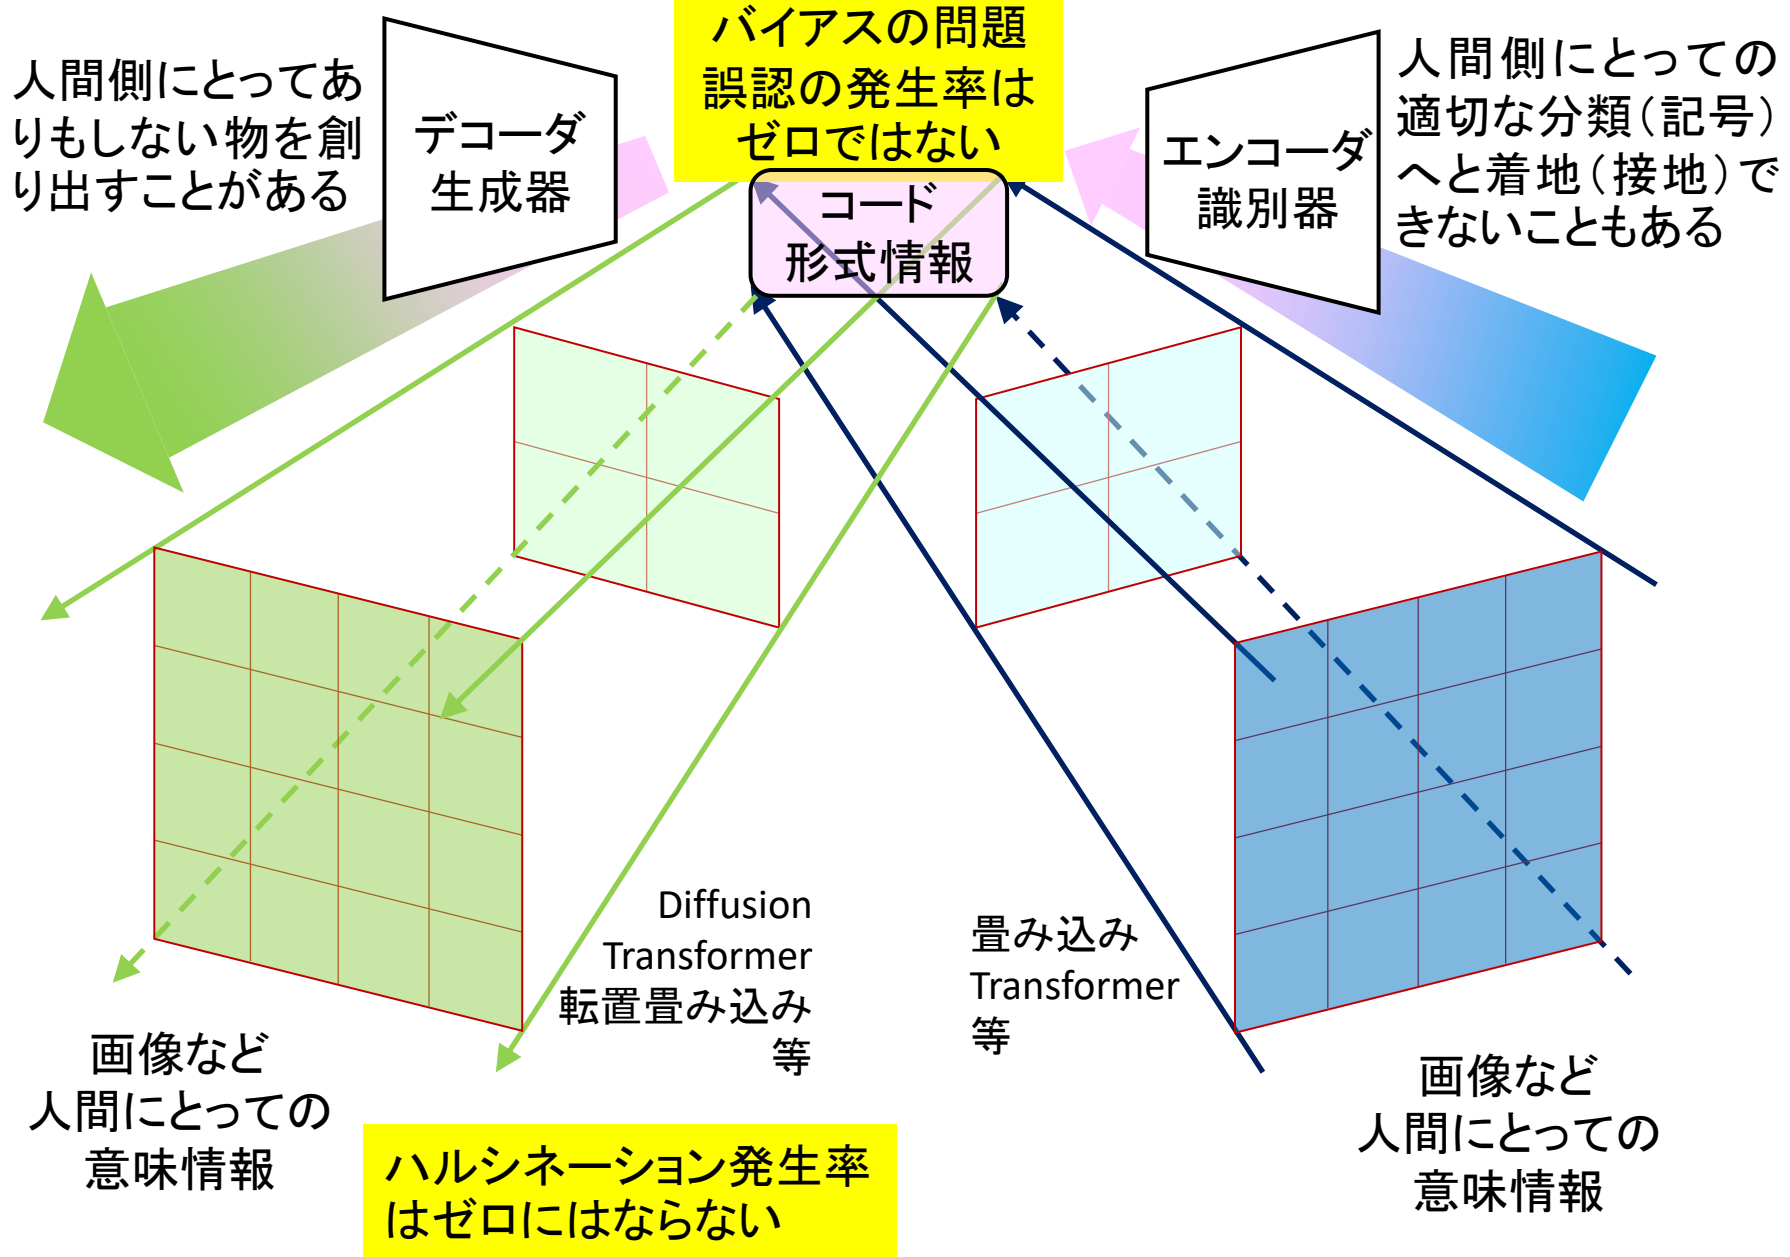 人間側にとってあ
りもしない物を創
り出すことがある
デコーダ
生成器
バイアスの問題
誤認の発生率は
ゼロではない
コード
形式情報
エンコーダ
識別器
人間側にとっての
適切な分類(記号)
へと着地(接地)で
きないこともある
Diffusion
Transformer
転置畳み込み
等
畳み込み
Transformer
等
画像など
人間にとっての
意味情報
ハルシネーション発生率
はゼロにはならない
画像など
人間にとっての
意味情報